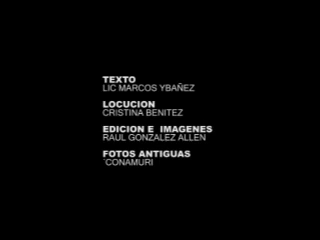 TEXTO
LIC MARCOS YBAÑEZ
LOCUCION
CRISTINA BENITEZ
EDICION E IMAGENES
RAUL GONZALEZ ALLEN
FOTOS ANTIGUAS
`CONAMURI